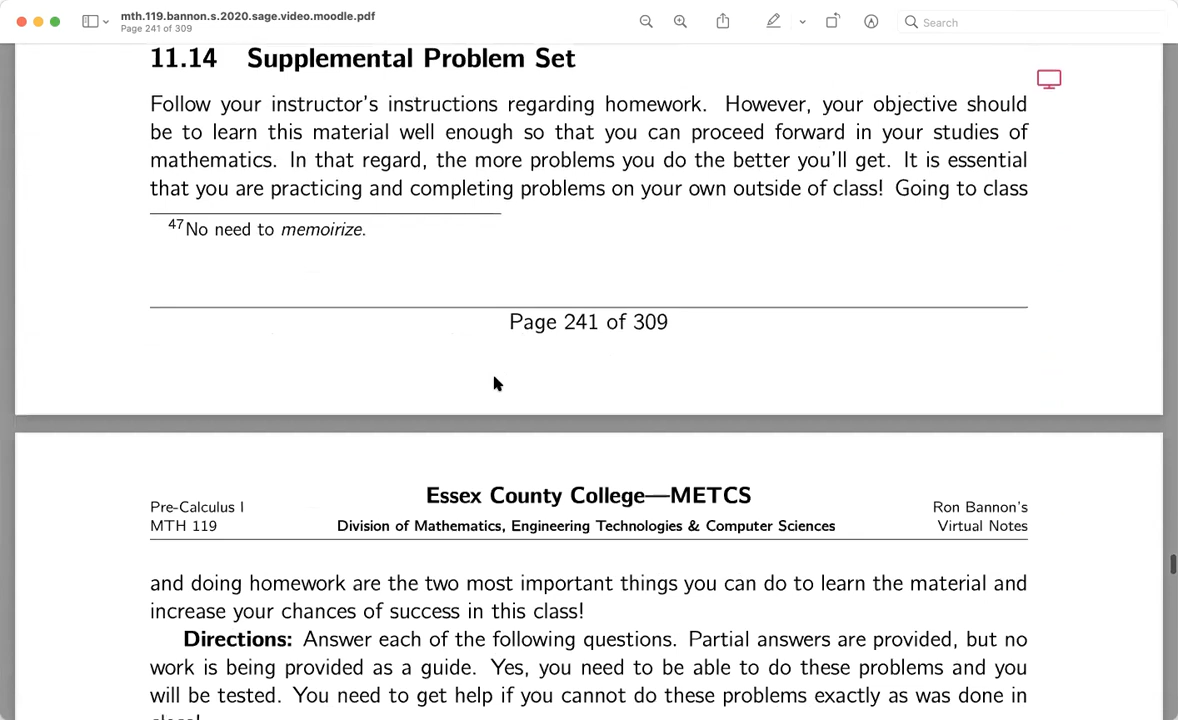 mth.119.bannon.s.2020.sage.video.moodle.pdf
Page 241 of 309
Search
11.14 Supplemental Problem Set
Follow your instructor's instructions regarding homework. However, your objective should
be to learn this material well enough so that you can proceed forward in your studies of
mathematics. In that regard, the more problems you do the better you'll get. It is essential
that you are practicing and completing problems on your own outside of class! Going to class
47No need to memoirize.
Page 241 of 309
Essex County College—METCS
Pre-Calculus I
Ron Bannon's
MTH 119
Division of Mathematics, Engineering Technologies & Computer Sciences
Virtual Notes
and doing homework are the two most important things you can do to learn the material and
increase your chances of success in this class!
Directions: Answer each of the following questions. Partial answers are provided, but no
work is being provided as a guide. Yes, you need to be able to do these problems and you
will be tested. You need to get help if you cannot do these problems exactly as was done in